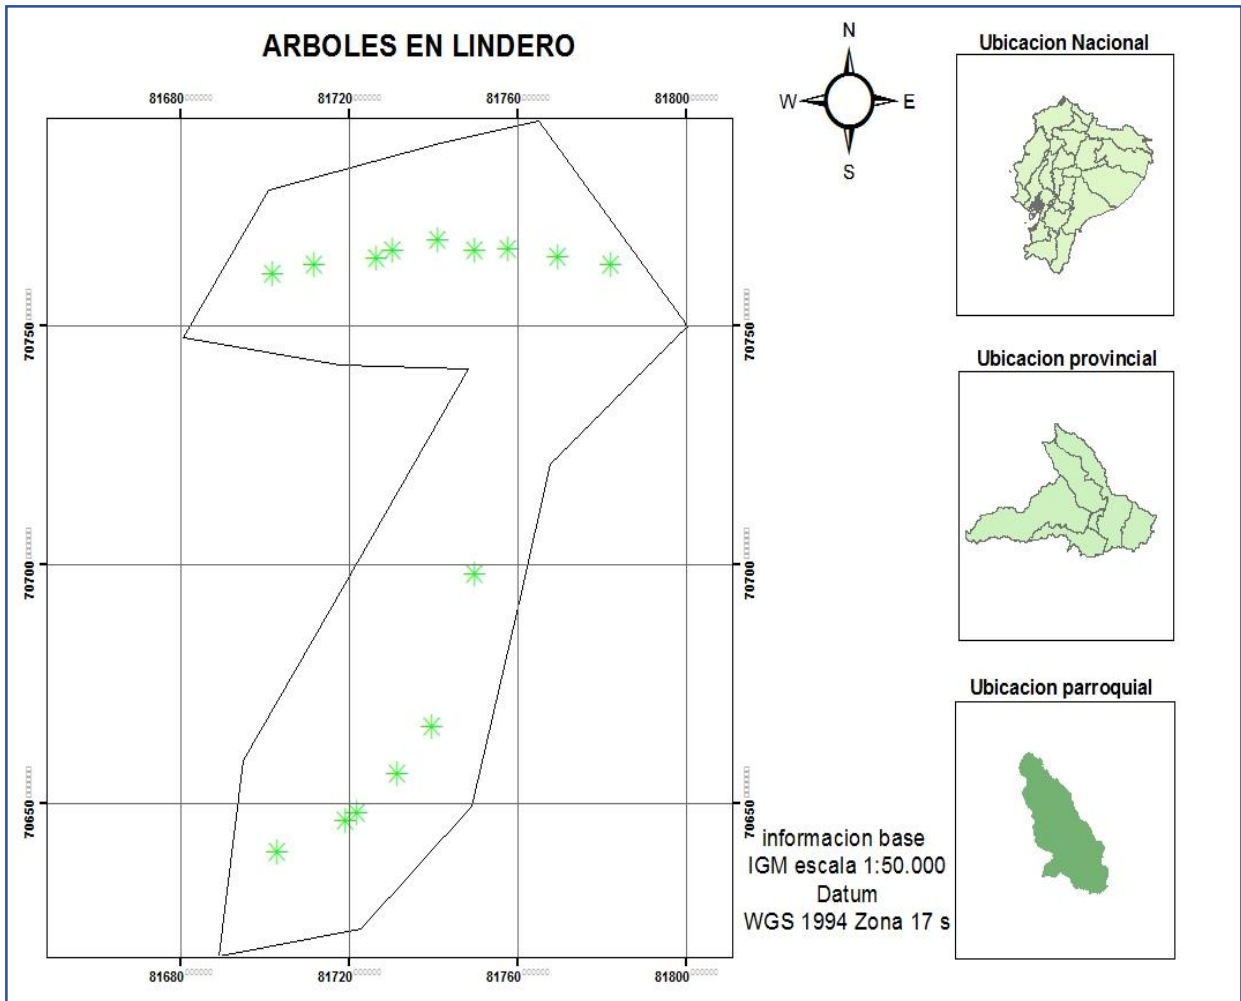 ARBOLES EN LINDERO
81680
81720
81760
81800
70750
70700
70650
70750
70700
70650
81680
81720
81760
81800
N
W
E
S
Ubicacion Nacional
Ubicacion provincial
Ubicacion parroquial
informacion base
IGM escala 1:50.000
Datum
WGS 1994 Zona 17 s